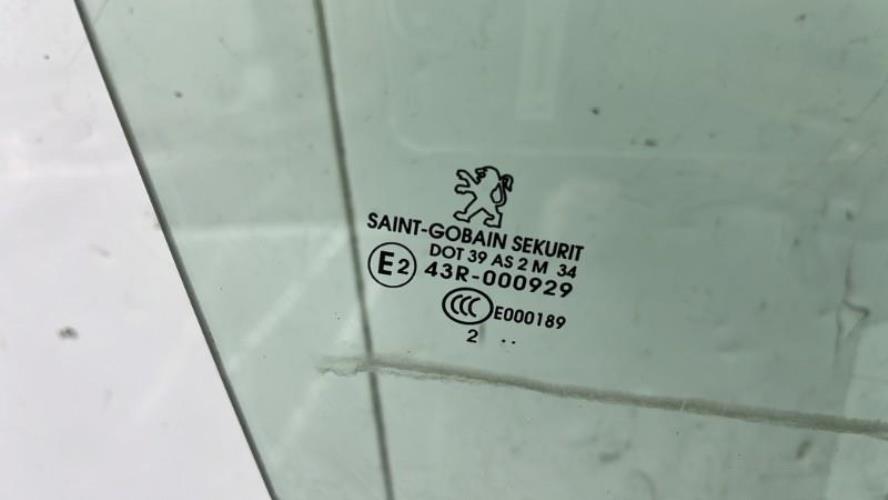 SAINT-GOBAIN SEKURIT
DOT 39 AS 2 M 34
E2 43R-000929
CCC E000189
2 ..